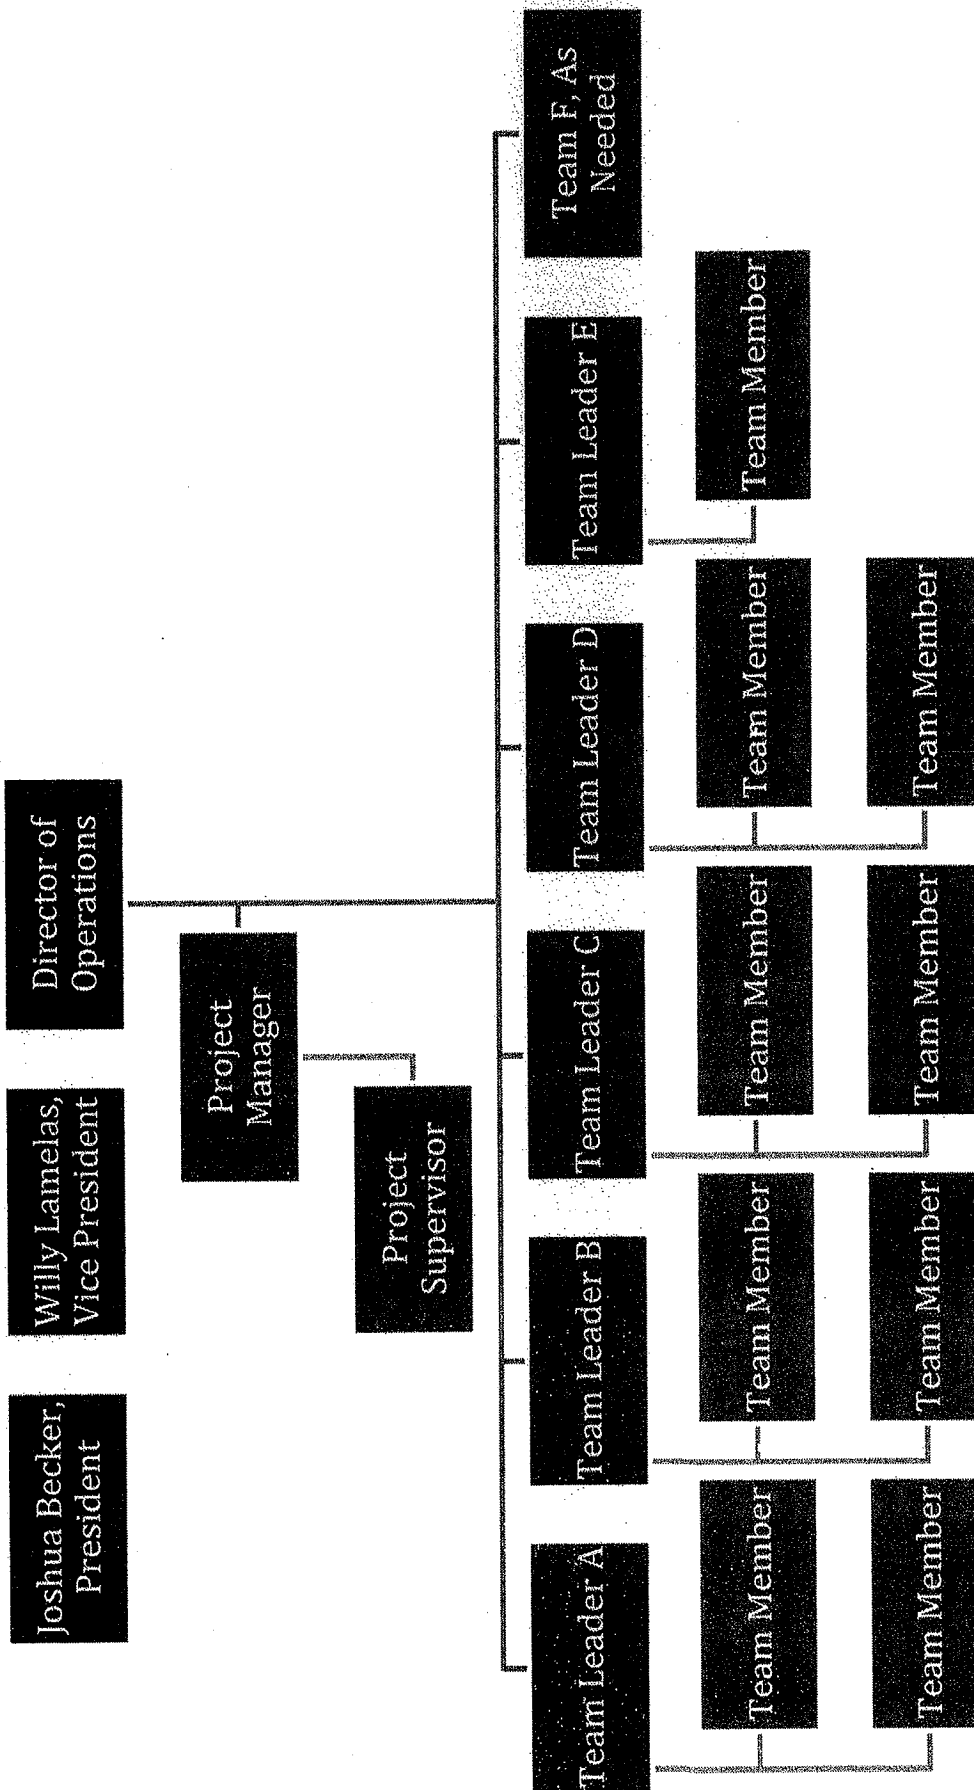 Joshua Becker,
President
Willy Lamelas,
Vice President
Director of
Operations
Project
Manager
Project
Supervisor
Team Leader A
Team Leader B
Team Leader C
Team Leader D
Team Leader E
Team F, As
Needed
Team Member
Team Member
Team Member
Team Member
Team Member
Team Member
Team Member
Team Member
Team Member